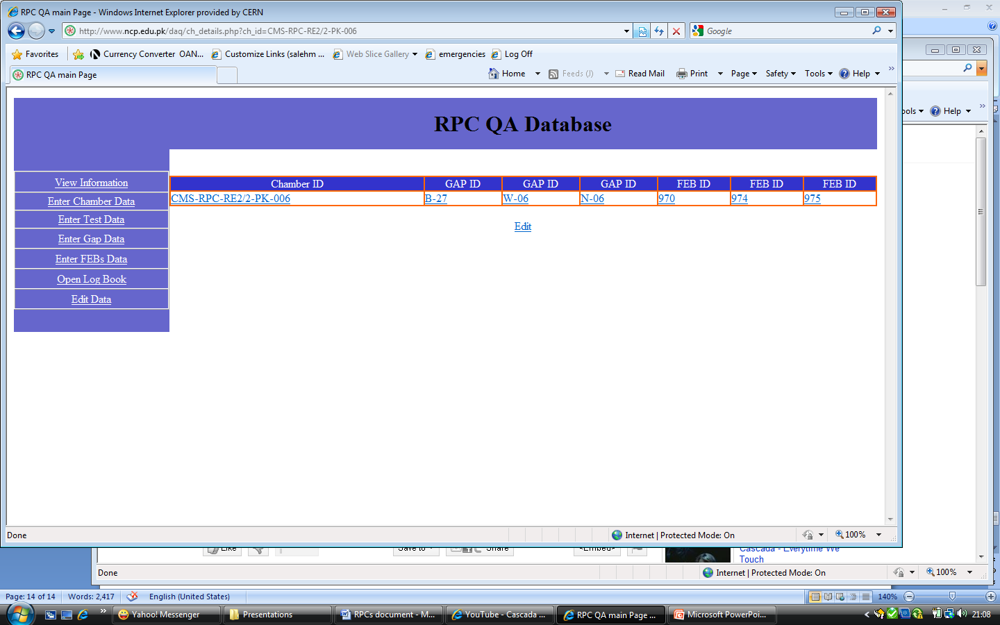 RPC QA main Page - Windows Internet Explorer provided by CERN
http://www.ncp.edu.pk/daq/ch_details.php?ch_id=CMS-RPC-RE2/2-PK-006
Google
Favorites Currency Converter OAN... Customize Links (salehm ... Web Slice Gallery emergencies Log Off
RPC QA main Page
Home Feeds (J) Read Mail Print Page Safety Tools Help »
ols Help »
RPC QA Database
View Information
Enter Chamber Data
Enter Test Data
Enter Gap Data
Enter FEBs Data
Open Log Book
Edit Data
Chamber ID GAP ID GAP ID GAP ID FEB ID FEB ID FEB ID
CMS-RPC-RE2/2-PK-006 B-27 W-06 N-06 970 974 975
Edit
Done Internet | Protected Mode: On 100%
Like Save to Share <Embed>
Cascada - Everytime We
Touch
Done Internet | Protected Mode: On 100%
Page: 14 of 14 Words: 2,417 English (United States) 140%
» Yahoo! Messenger Presentations RPCs document - M... YouTube - Cascada ... RPC QA main Page ... Microsoft PowerPoi... < 21:08